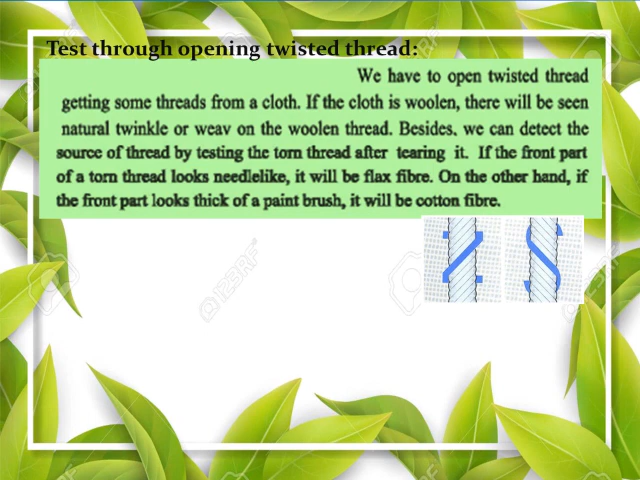 Test through opening twisted thread:
We have to open twisted thread
getting some threads from a cloth. If the cloth is woolen, there will be seen
natural twinkle or weav on the woolen thread. Besides, we can detect the
source of thread by testing the torn thread after tearing it. If the front part
of a torn thread looks needlelike, it will be flax fibre. On the other hand, if
the front part looks thick of a paint brush, it will be cotton fibre.
Z S
123RF